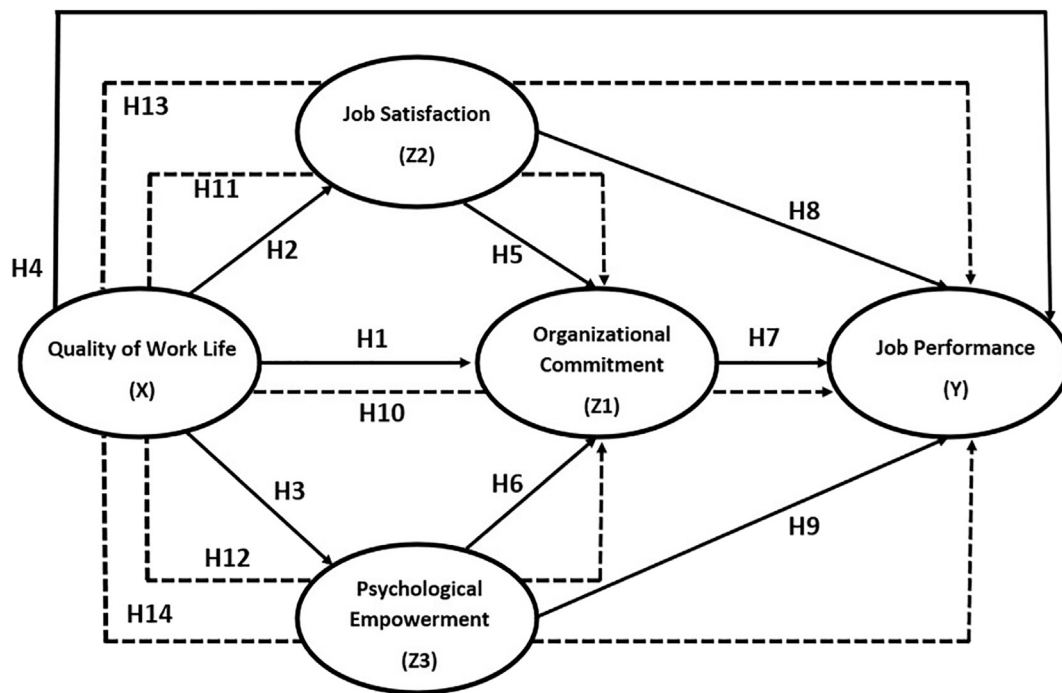 H13
Job Satisfaction
(Z2)
H11
H8
H2
H5
H4
Quality of Work Life
(X)
H1
Organizational
Commitment
(Z1)
H7
Job Performance
(Y)
H10
H3
H6
H9
H12
H14
Psychological
Empowerment
(Z3)